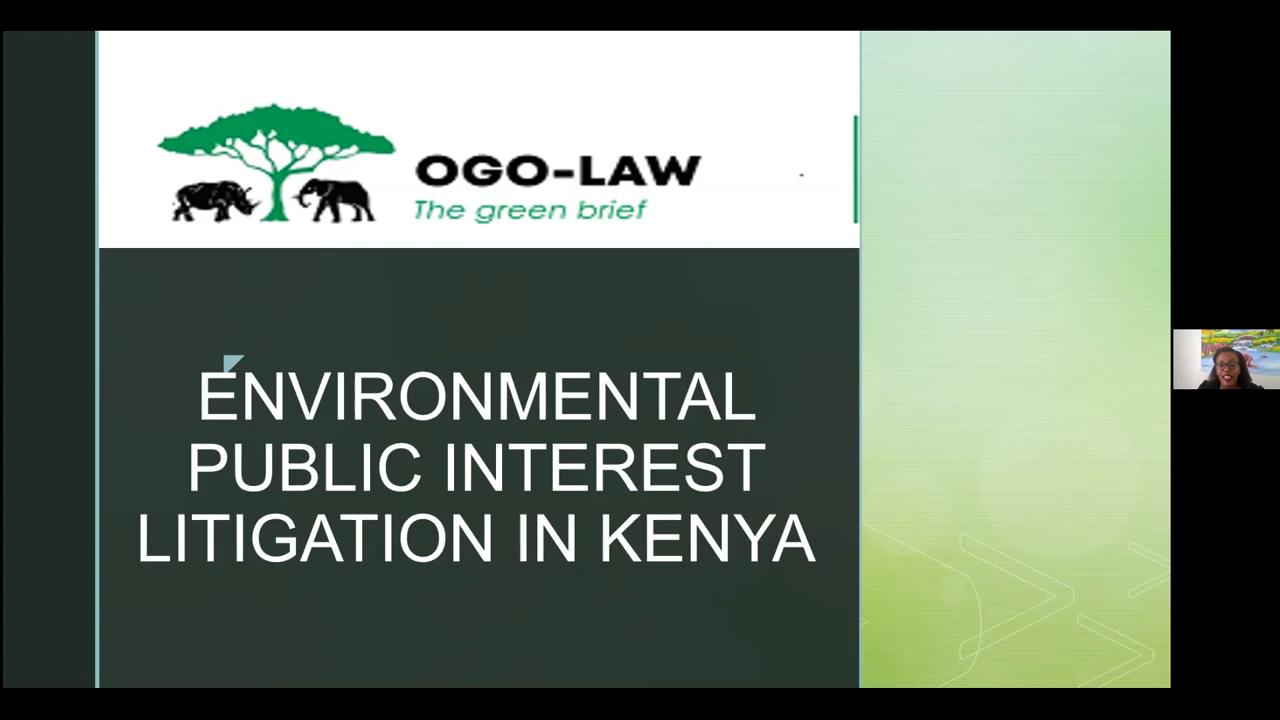 OGO-LAW
The green brief
ENVIRONMENTAL
PUBLIC INTEREST
LITIGATION IN KENYA